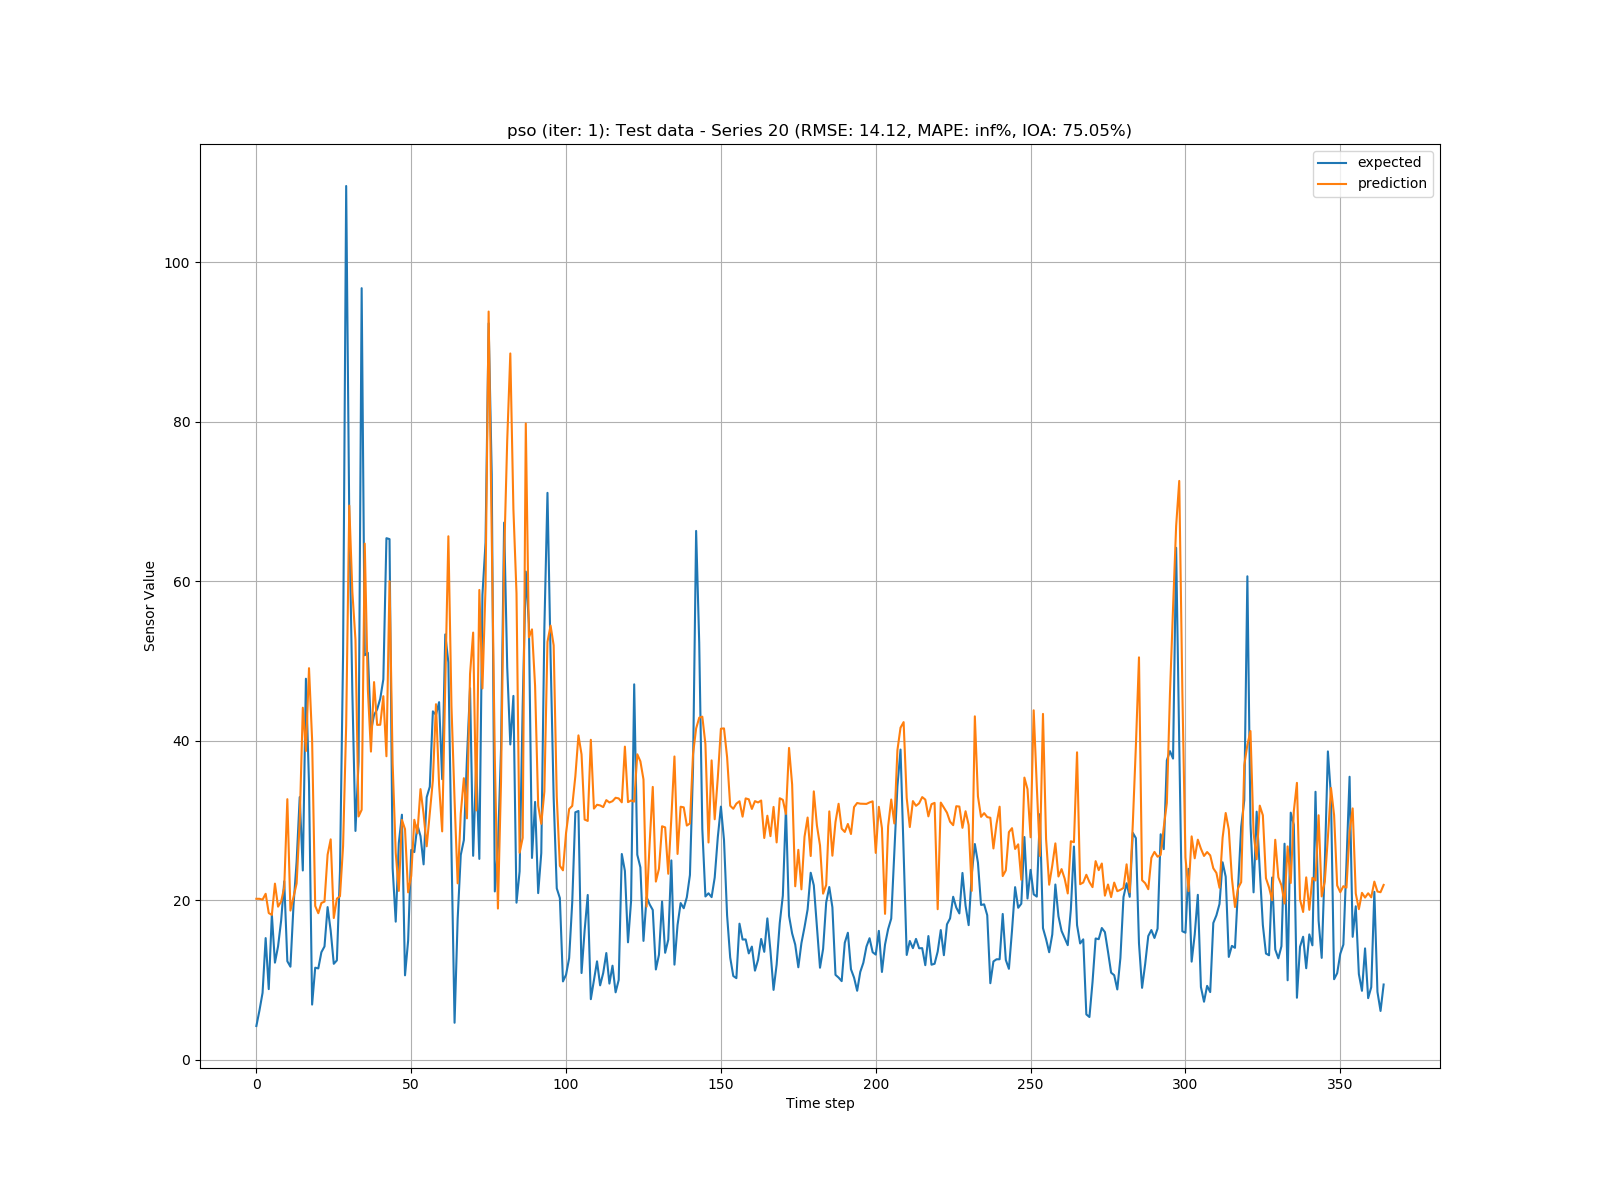 pso (iter: 1): Test data - Series 20 (RMSE: 14.12, MAPE: inf%, IOA: 75.05%)
expected
prediction
100
80
60
40
20
0
Sensor Value
0 50 100 150 200 250 300 350
Time step